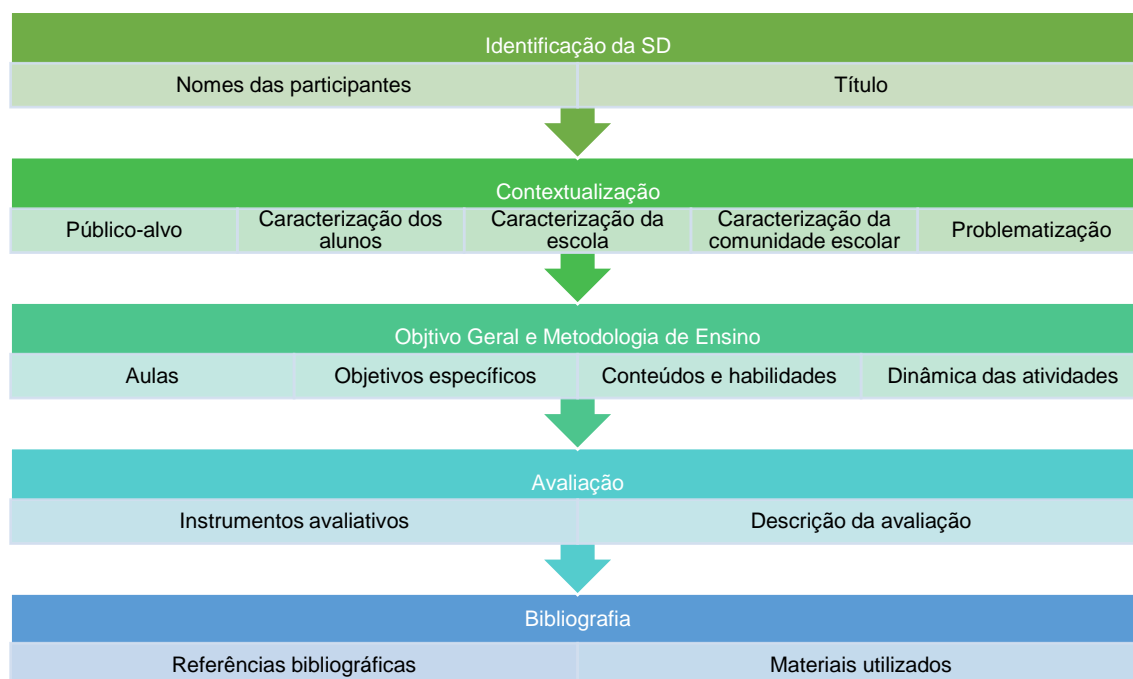 Identificação da SD
Nomes das participantes
Título
Contextualização
Público-alvo
Caracterização dos
alunos
Caracterização da
escola
Caracterização da
comunidade escolar
Problematização
Objtivo Geral e Metodologia de Ensino
Aulas
Objetivos específicos
Conteúdos e habilidades
Dinâmica das atividades
Avaliação
Instrumentos avaliativos
Descrição da avaliação
Bibliografia
Referências bibliográficas
Materiais utilizados